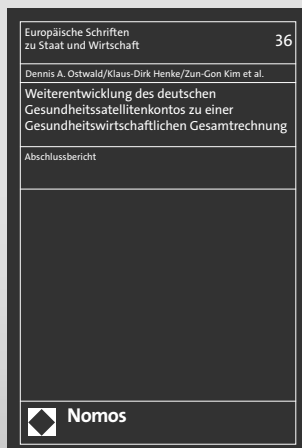 Europäische Schriften
zu Staat und Wirtschaft
36
Dennis A. Ostwald/Klaus-Dirk Henke/Zun-Gon Kim et al.
Weiterentwicklung des deutschen
Gesundheitssatellitenkontos zu einer
Gesundheitswirtschaftlichen Gesamtrechnung
Abschlussbericht
Nomos